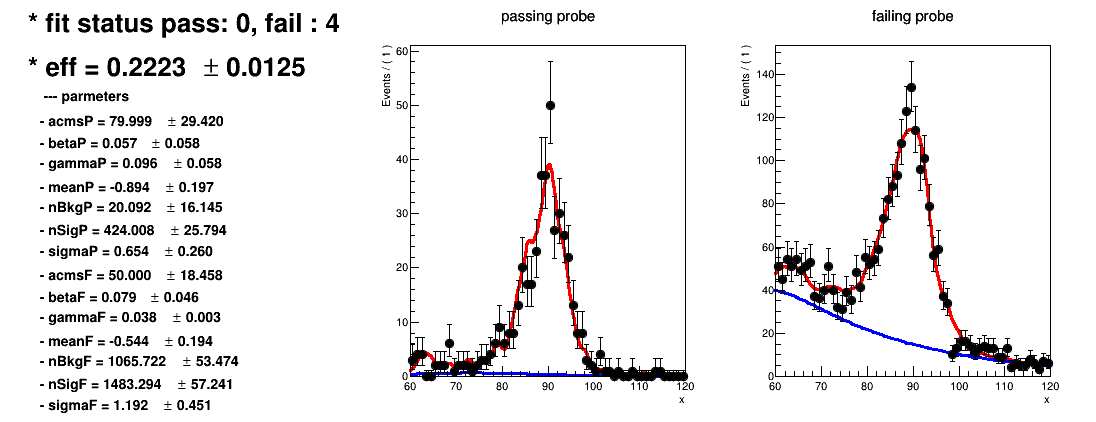 * fit status pass: 0, fail : 4
* eff = 0.2223 ± 0.0125
--- parmeters
- acmsP = 79.999 ± 29.420
- betaP = 0.057 ± 0.058
- gammaP = 0.096 ± 0.058
- meanP = -0.894 ± 0.197
- nBkgP = 20.092 ± 16.145
- nSigP = 424.008 ± 25.794
- sigmaP = 0.654 ± 0.260
- acmsF = 50.000 ± 18.458
- betaF = 0.079 ± 0.046
- gammaF = 0.038 ± 0.003
- meanF = -0.544 ± 0.194
- nBkgF = 1065.722 ± 53.474
- nSigF = 1483.294 ± 57.241
- sigmaF = 1.192 ± 0.451
passing probe
Events / ( 1 )
60
50
40
30
20
10
0
60 70 80 90 100 110 120
x
failing probe
Events / ( 1 )
140
120
100
80
60
40
20
0
60 70 80 90 100 110 120
x